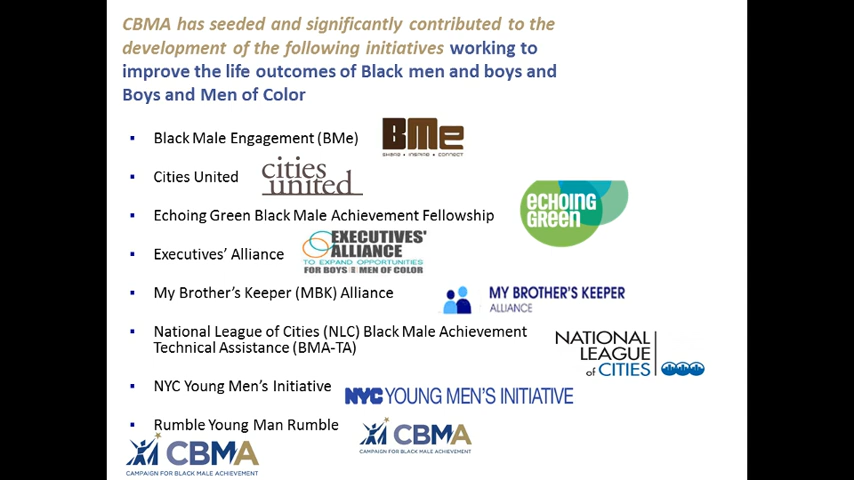 CBMA has seeded and significantly contributed to the
development of the following initiatives working to
improve the life outcomes of Black men and boys and
Boys and Men of Color
Black Male Engagement (BMe)
BMe
SHARE • INSPIRE • CONNECT
Cities United
cities
united
Echoing Green Black Male Achievement Fellowship
echoing
green
Executives' Alliance
EXECUTIVES'
ALLIANCE
TO EXPAND OPPORTUNITIES
FOR BOYS AND MEN OF COLOR
My Brother's Keeper (MBK) Alliance
MY BROTHER'S KEEPER
ALLIANCE
National League of Cities (NLC) Black Male Achievement
Technical Assistance (BMA-TA)
NATIONAL
LEAGUE
of CITIES
NYC Young Men's Initiative
NYC YOUNG MEN'S INITIATIVE
Rumble Young Man Rumble
CBMA
CAMPAIGN FOR BLACK MALE ACHIEVEMENT
CBMA
CAMPAIGN FOR BLACK MALE ACHIEVEMENT